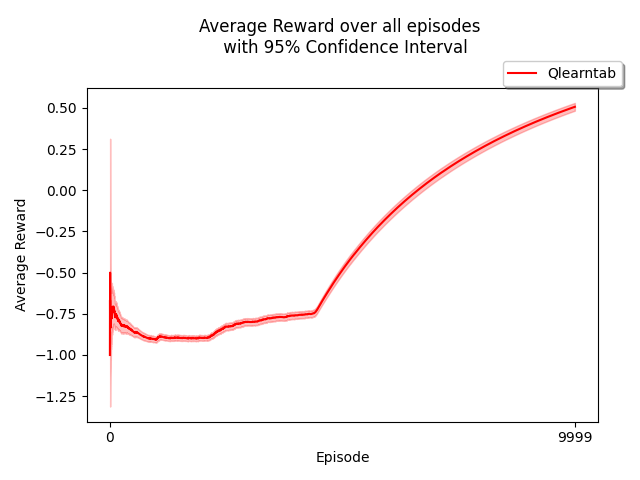 Average Reward over all episodes
with 95% Confidence Interval
Qlearntab
0.50
0.25
0.00
−0.25
−0.50
−0.75
−1.00
−1.25
Average Reward
0
9999
Episode